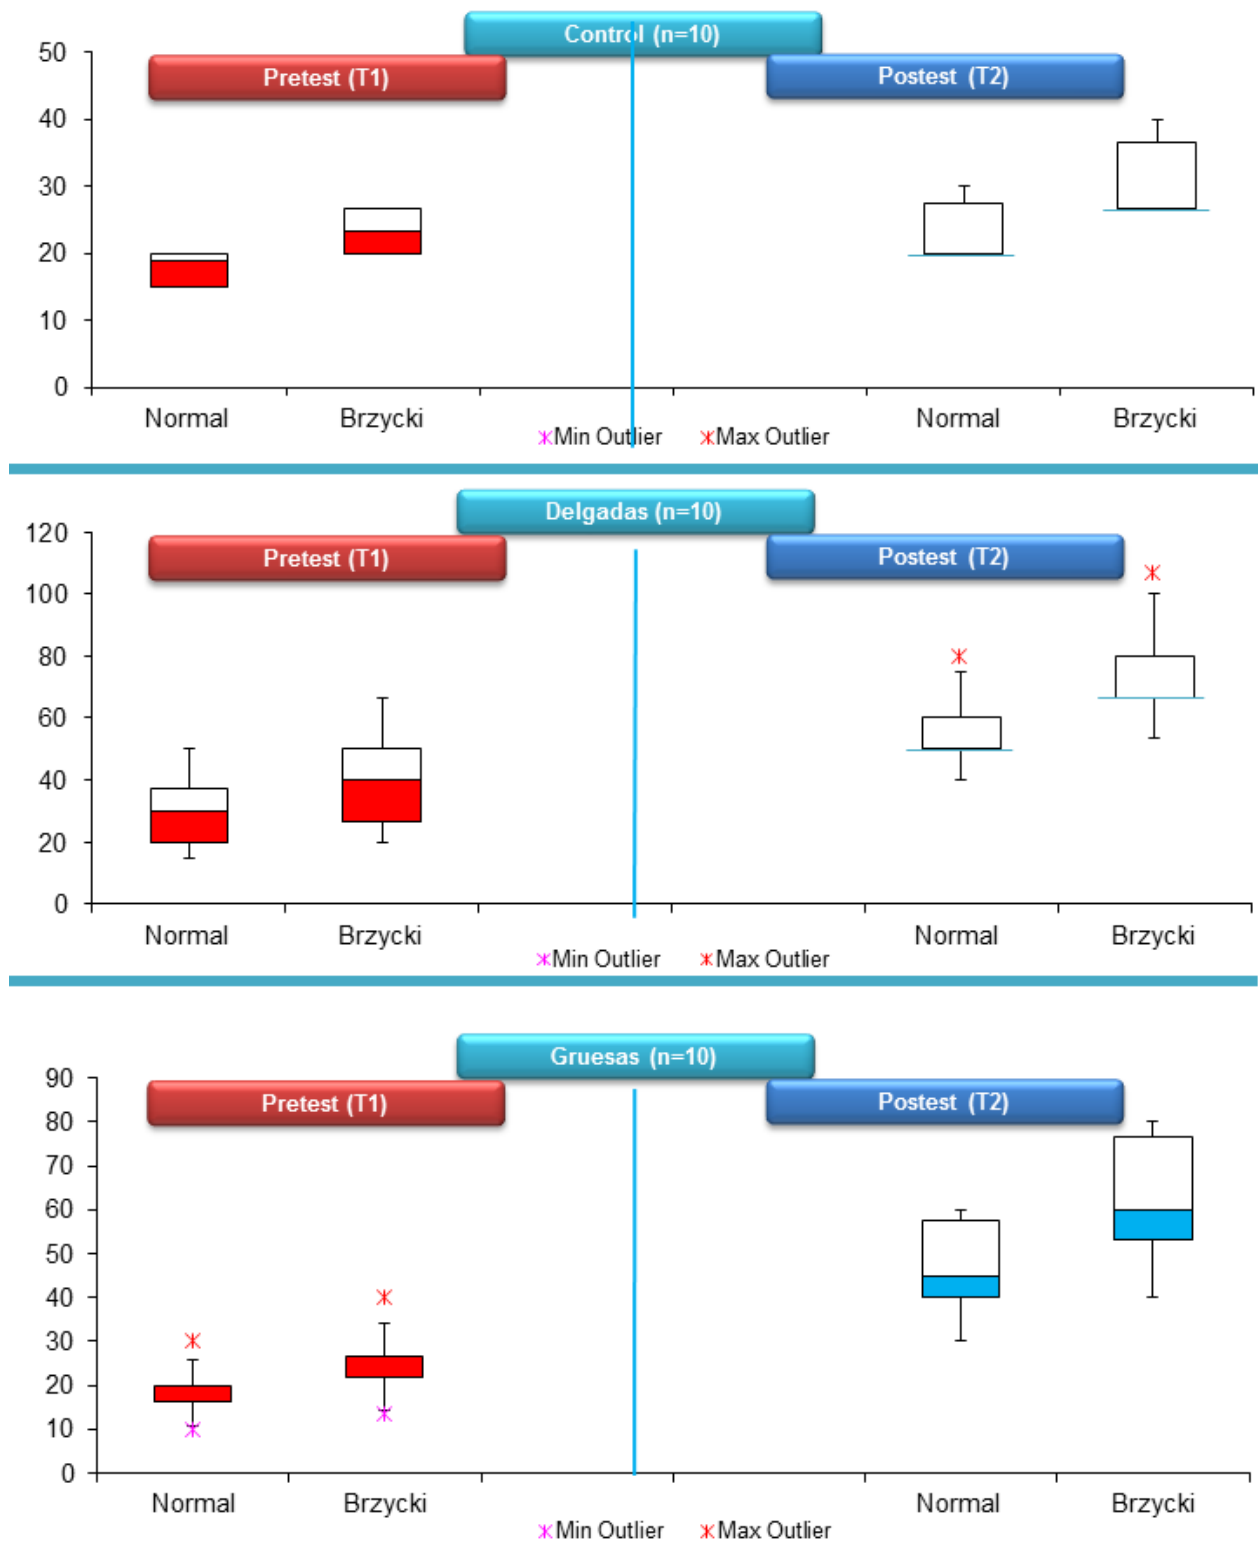 Control (n=10)
Pretest (T1)
Postest (T2)
50
40
30
20
10
0
Normal
Brzycki
Normal
Brzycki
Min Outlier
Max Outlier
Delgadas (n=10)
Pretest (T1)
Postest (T2)
120
100
80
60
40
20
0
Normal
Brzycki
Normal
Brzycki
Min Outlier
Max Outlier
Gruesas (n=10)
Pretest (T1)
Postest (T2)
90
80
70
60
50
40
30
20
10
0
Normal
Brzycki
Normal
Brzycki
Min Outlier
Max Outlier